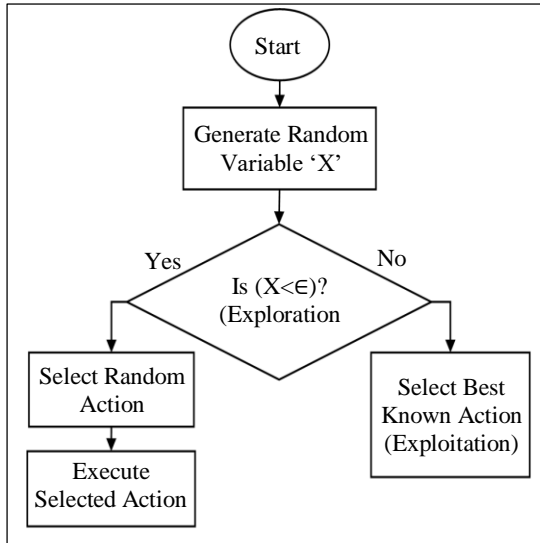 Start
Generate Random
Variable ‘X’
Yes
No
Is (X<∈)?
(Exploration
Select Random
Action
Select Best
Known Action
(Exploitation)
Execute
Selected Action